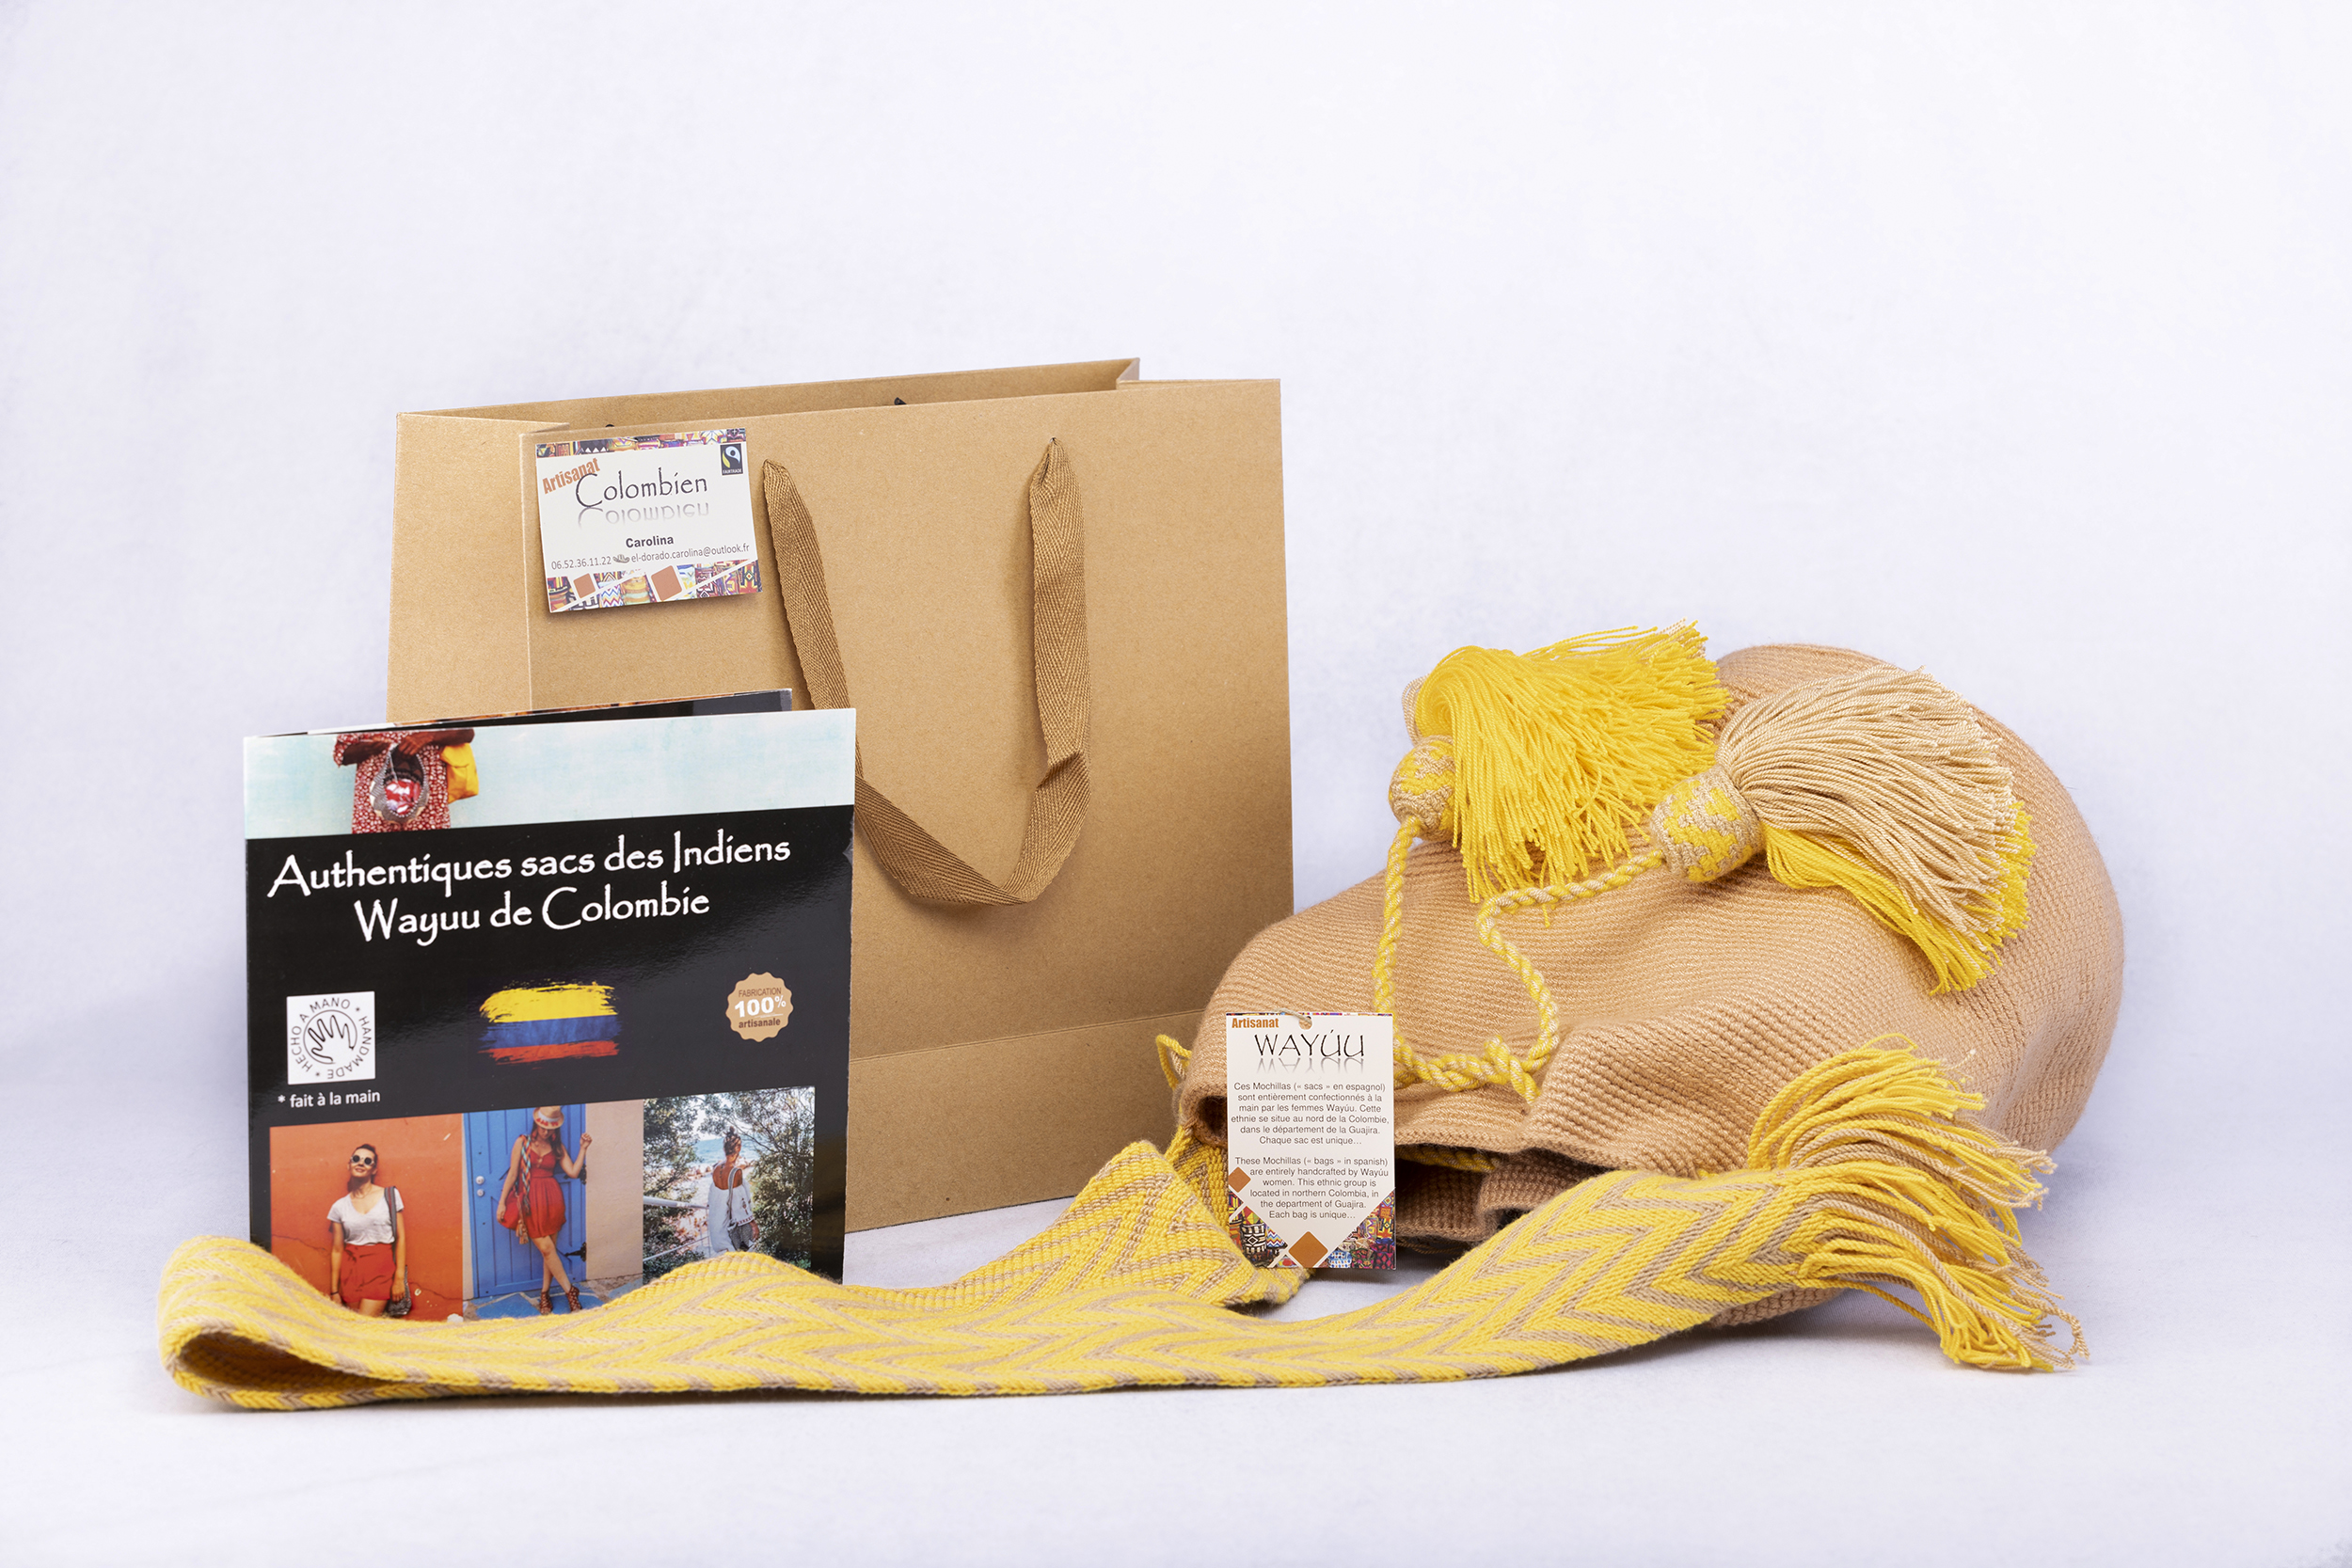 Artisanat
Colombien
FAIRTRADE
Carolina
06.52.36.11.22 el-dorado.carolina@outlook.fr
Authentiques sacs des Indiens
Wayuu de Colombie
HECHO A MANO * HANDMADE *
* fait à la main
FABRICATION
100%
artisanale
Artisanat
WAYÚU
Ces Mochillas (« sacs » en espagnol)
sont entièrement confectionnés à la
main par les femmes Wayúu. Cette
ethnie se situe au nord de la Colombie,
dans le département de la Guajira.
Chaque sac est unique...
These Mochillas (« bags » in spanish)
are entirely handcrafted by Wayúu
women. This ethnic group is
located in northern Colombia, in
the department of Guajira.
Each bag is unique...